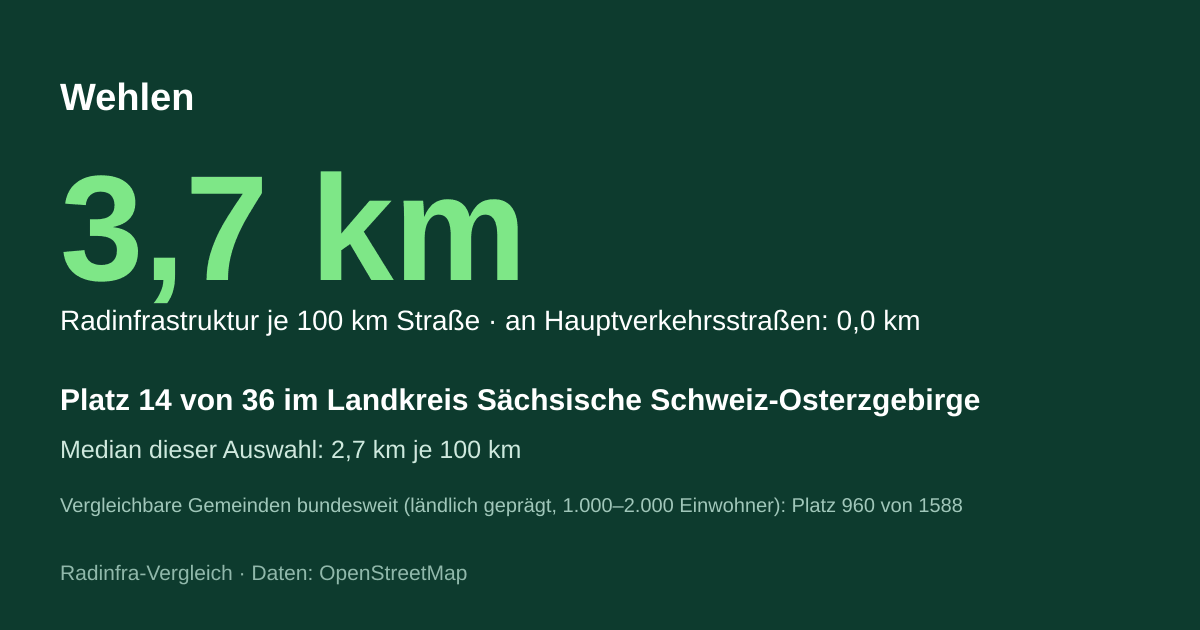 Wehlen
3,7 km
Radinfrastruktur je 100 km Straße · an Hauptverkehrsstraßen: 0,0 km
Platz 14 von 36 im Landkreis Sächsische Schweiz-Osterzgebirge
Median dieser Auswahl: 2,7 km je 100 km
Vergleichbare Gemeinden bundesweit (ländlich geprägt, 1.000–2.000 Einwohner): Platz 960 von 1588
Radinfra-Vergleich · Daten: OpenStreetMap